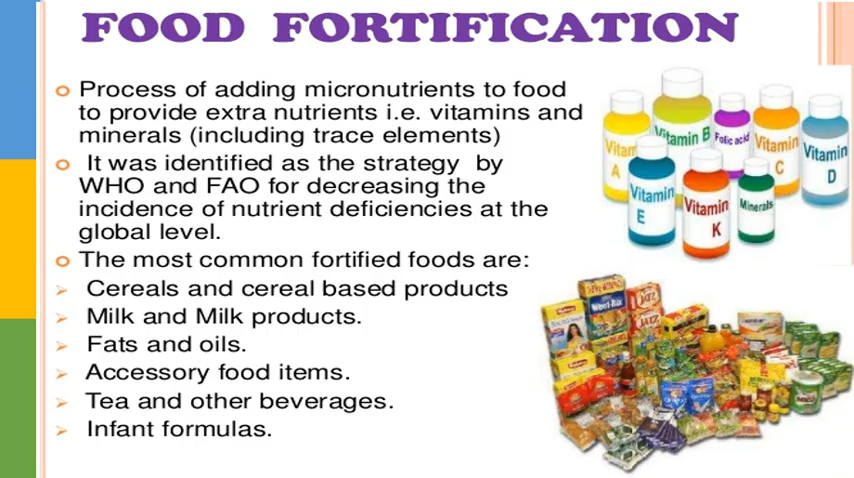 FOOD FORTIFICATION
Process of adding micronutrients to food
to provide extra nutrients i.e. vitamins and
minerals (including trace elements)
It was identified as the strategy by
WHO and FAO for decreasing the
incidence of nutrient deficiencies at the
global level.
The most common fortified foods are:
Cereals and cereal based products
Milk and Milk products.
Fats and oils.
Accessory food items.
Tea and other beverages.
Infant formulas.
Vitamin B
Folic acid
A
Vitamin
C
Vitamin
D
Vitamin
E
Vitamin
K
Minerals
Weet-Bix